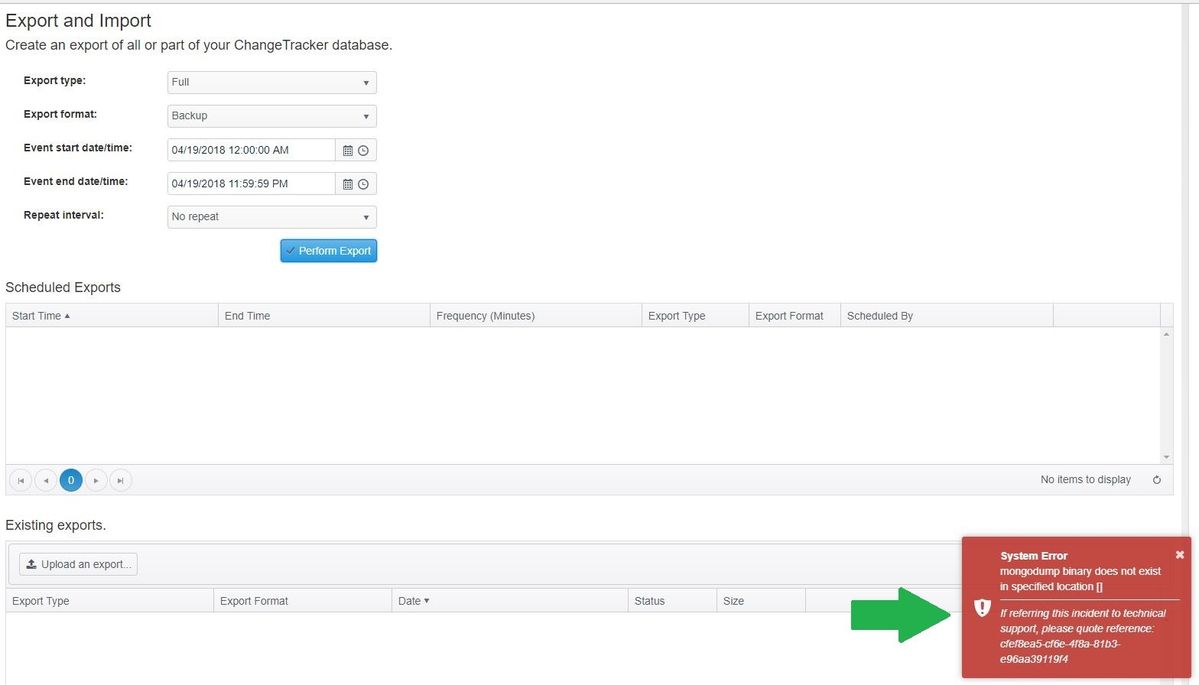 Export and Import
Create an export of all or part of your ChangeTracker database.
Export type:
Full
Export format:
Backup
Event start date/time:
04/19/2018 12:00:00 AM
Event end date/time:
04/19/2018 11:59:59 PM
Repeat interval:
No repeat
Perform Export
Scheduled Exports
Start Time End Time Frequency (Minutes) Export Type Export Format Scheduled By
0
No items to display
Existing exports.
Upload an export...
Export Type Export Format Date Status Size
System Error
mongodump binary does not exist
in specified location []
If referring this incident to technical
support, please quote reference:
cfef8ea5-cf6e-4f8a-81b3-
e96aa39119f4